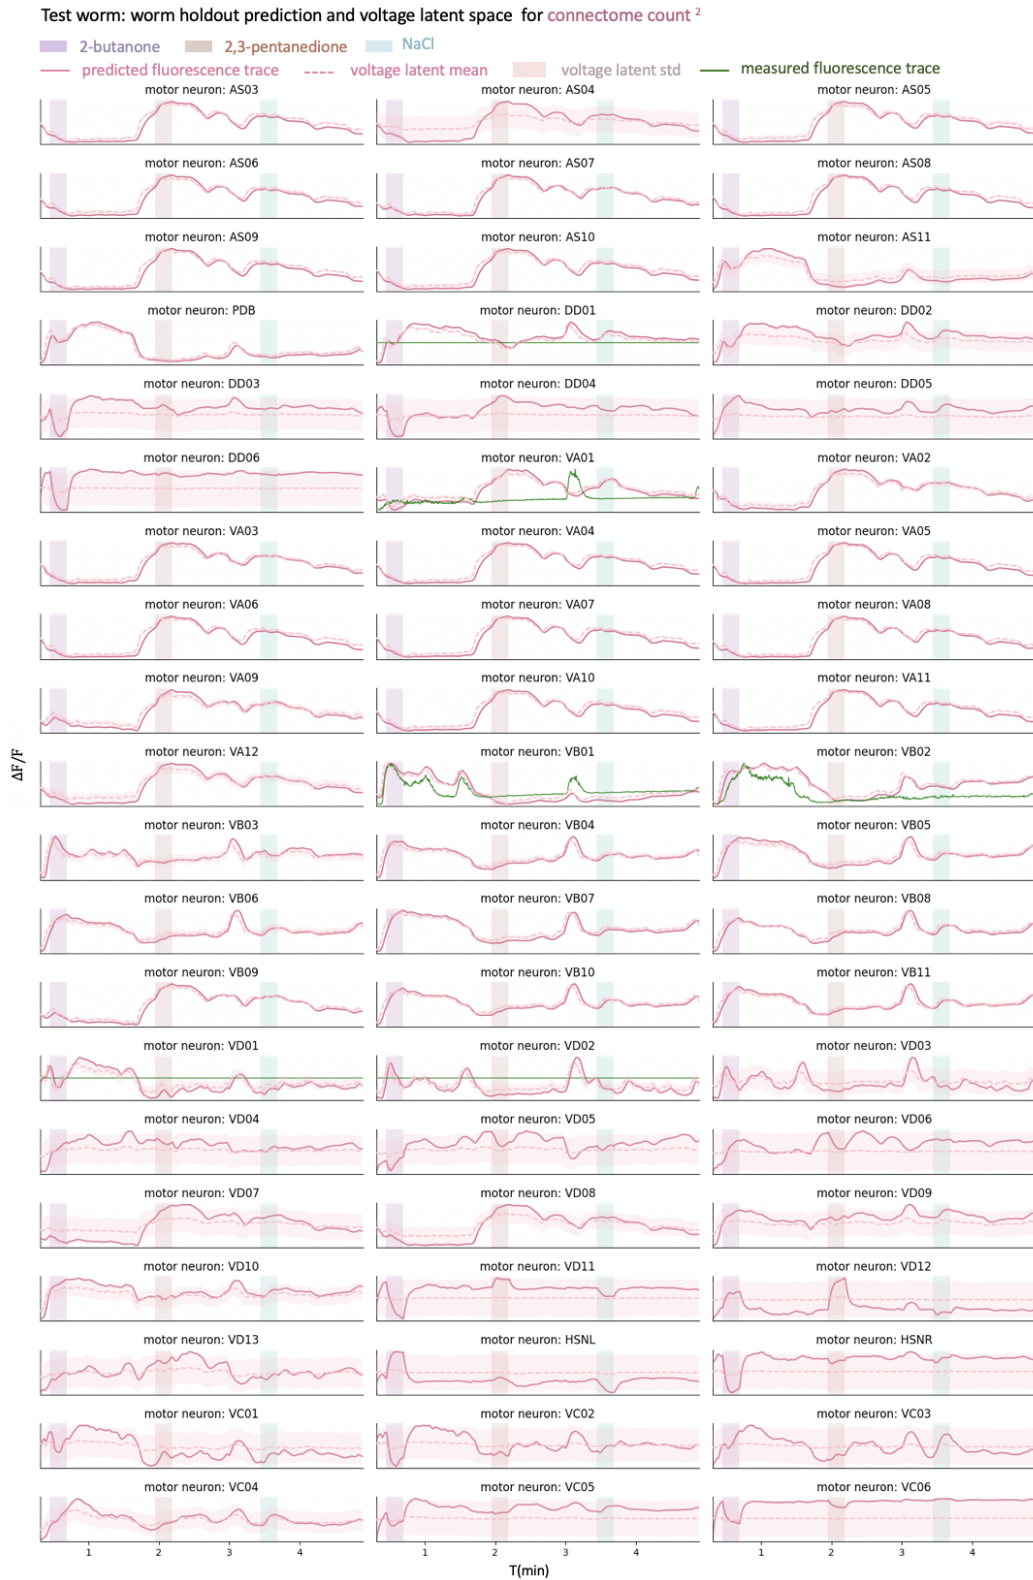 Test worm: worm holdout prediction and voltage latent space for connectome count 2
2-butanone 2,3-pentanedione NaCl
predicted fluorescence trace voltage latent mean voltage latent std measured fluorescence trace
motor neuron: AS03 motor neuron: AS04 motor neuron: AS05
motor neuron: AS06 motor neuron: AS07 motor neuron: AS08
motor neuron: AS09 motor neuron: AS10 motor neuron: AS11
motor neuron: PDB motor neuron: DD01 motor neuron: DD02
motor neuron: DD03 motor neuron: DD04 motor neuron: DD05
motor neuron: DD06 motor neuron: VA01 motor neuron: VA02
motor neuron: VA03 motor neuron: VA04 motor neuron: VA05
motor neuron: VA06 motor neuron: VA07 motor neuron: VA08
motor neuron: VA09 motor neuron: VA10 motor neuron: VA11
ΔF/F
motor neuron: VA12 motor neuron: VB01 motor neuron: VB02
motor neuron: VB03 motor neuron: VB04 motor neuron: VB05
motor neuron: VB06 motor neuron: VB07 motor neuron: VB08
motor neuron: VB09 motor neuron: VB10 motor neuron: VB11
motor neuron: VD01 motor neuron: VD02 motor neuron: VD03
motor neuron: VD04 motor neuron: VD05 motor neuron: VD06
motor neuron: VD07 motor neuron: VD08 motor neuron: VD09
motor neuron: VD10 motor neuron: VD11 motor neuron: VD12
motor neuron: VD13 motor neuron: HSNL motor neuron: HSNR
motor neuron: VC01 motor neuron: VC02 motor neuron: VC03
motor neuron: VC04 motor neuron: VC05 motor neuron: VC06
1 2 3 4 1 2 3 4 1 2 3 4
T(min)